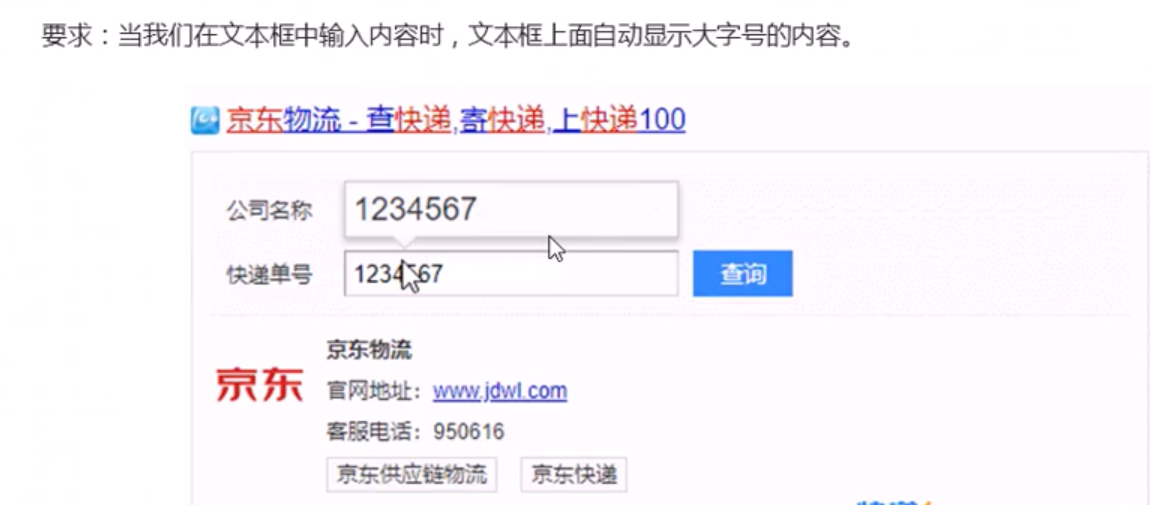 要求：当我们在文本框中输入内容时，文本框上面自动显示大字号的内容。
京东物流 - 查快递,寄快递,上快递100
公司名称 1234567
快递单号 1234567 查询
京东物流
京东 官网地址：www.jdwl.com
客服电话：950616
京东供应链物流 京东快递